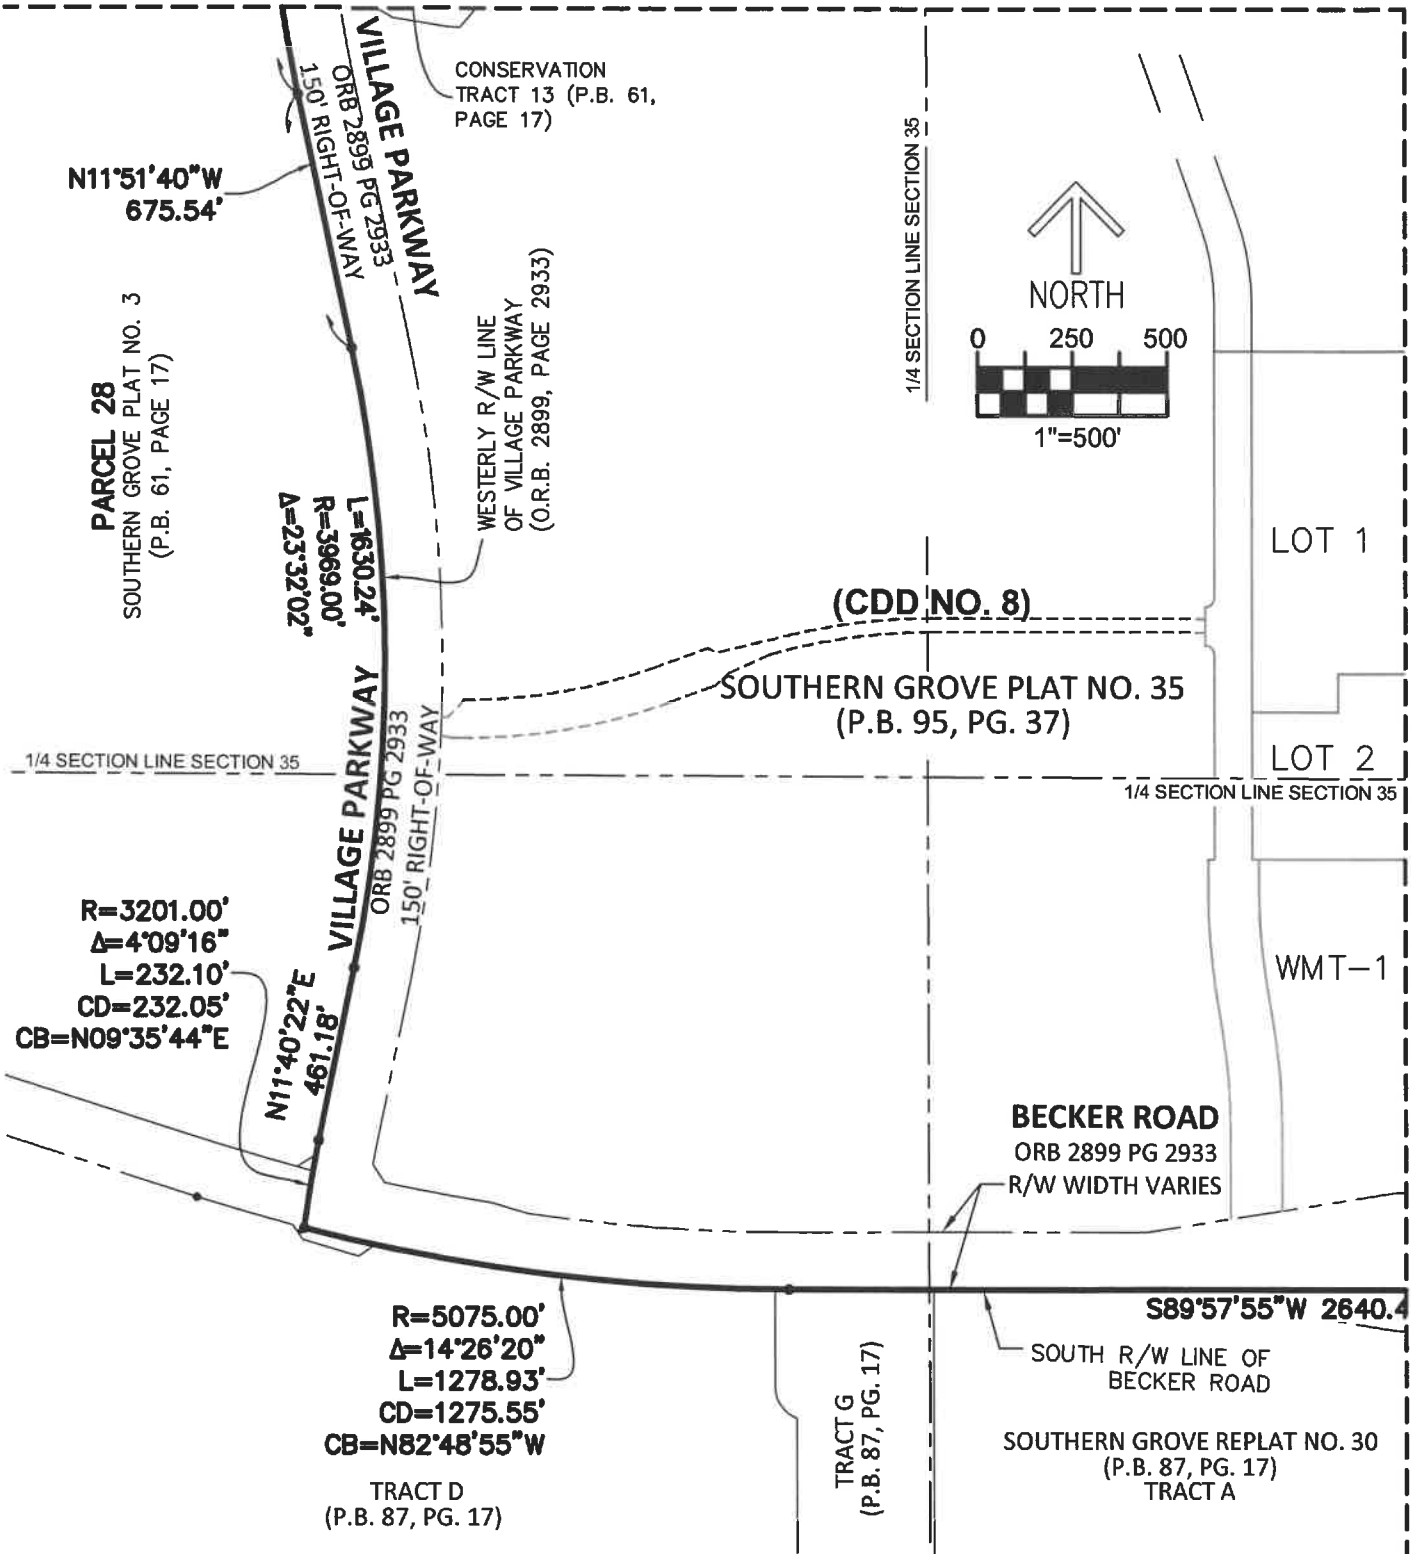 VILLAGE PARKWAY
ORB 2899 PG 2933
150' RIGHT-OF-WAY
CONSERVATION
TRACT 13 (P.B. 61,
PAGE 17)
N11°51'40"W
675.54'
1/4 SECTION LINE SECTION 35
NORTH
0 250 500
1"=500'
PARCEL 28
SOUTHERN GROVE PLAT NO. 3
(P.B. 61, PAGE 17)
WESTERLY R/W LINE
OF VILLAGE PARKWAY
(O.R.B. 2899, PAGE 2933)
L=1630.24'
R=3969.00'
Δ=23°32'02"
LOT 1
(CDD NO. 8)
SOUTHERN GROVE PLAT NO. 35
(P.B. 95, PG. 37)
1/4 SECTION LINE SECTION 35
VILLAGE PARKWAY
ORB 2899 PG 2933
150' RIGHT-OF-WAY
LOT 2
1/4 SECTION LINE SECTION 35
R=3201.00'
Δ=4°09'16"
L=232.10'
CD=232.05'
CB=N09°35'44"E
N11°40'22"E
461.18'
WMT-1
BECKER ROAD
ORB 2899 PG 2933
R/W WIDTH VARIES
R=5075.00'
Δ=14°26'20"
L=1278.93'
CD=1275.55'
CB=N82°48'55"W
S89°57'55"W 2640.4
SOUTH R/W LINE OF
BECKER ROAD
TRACT G
(P.B. 87, PG. 17)
SOUTHERN GROVE REPLAT NO. 30
(P.B. 87, PG. 17)
TRACT A
TRACT D
(P.B. 87, PG. 17)